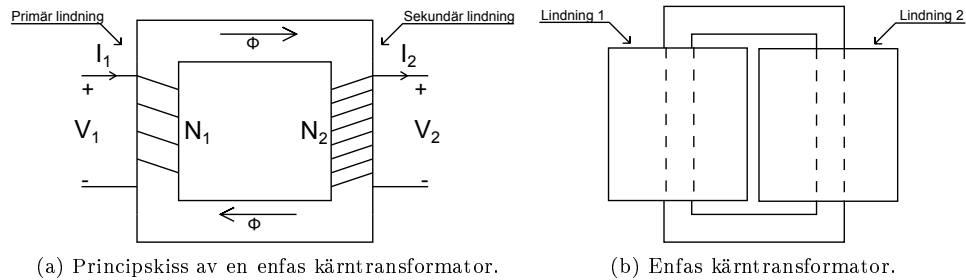 Primär lindning
Sekundär lindning
Φ
I1
I2
+
+
V1
N1
N2
V2
-
-
Φ
(a) Principskiss av en enfas kärntransformator.
Lindning 1
Lindning 2
(b) Enfas kärntransformator.